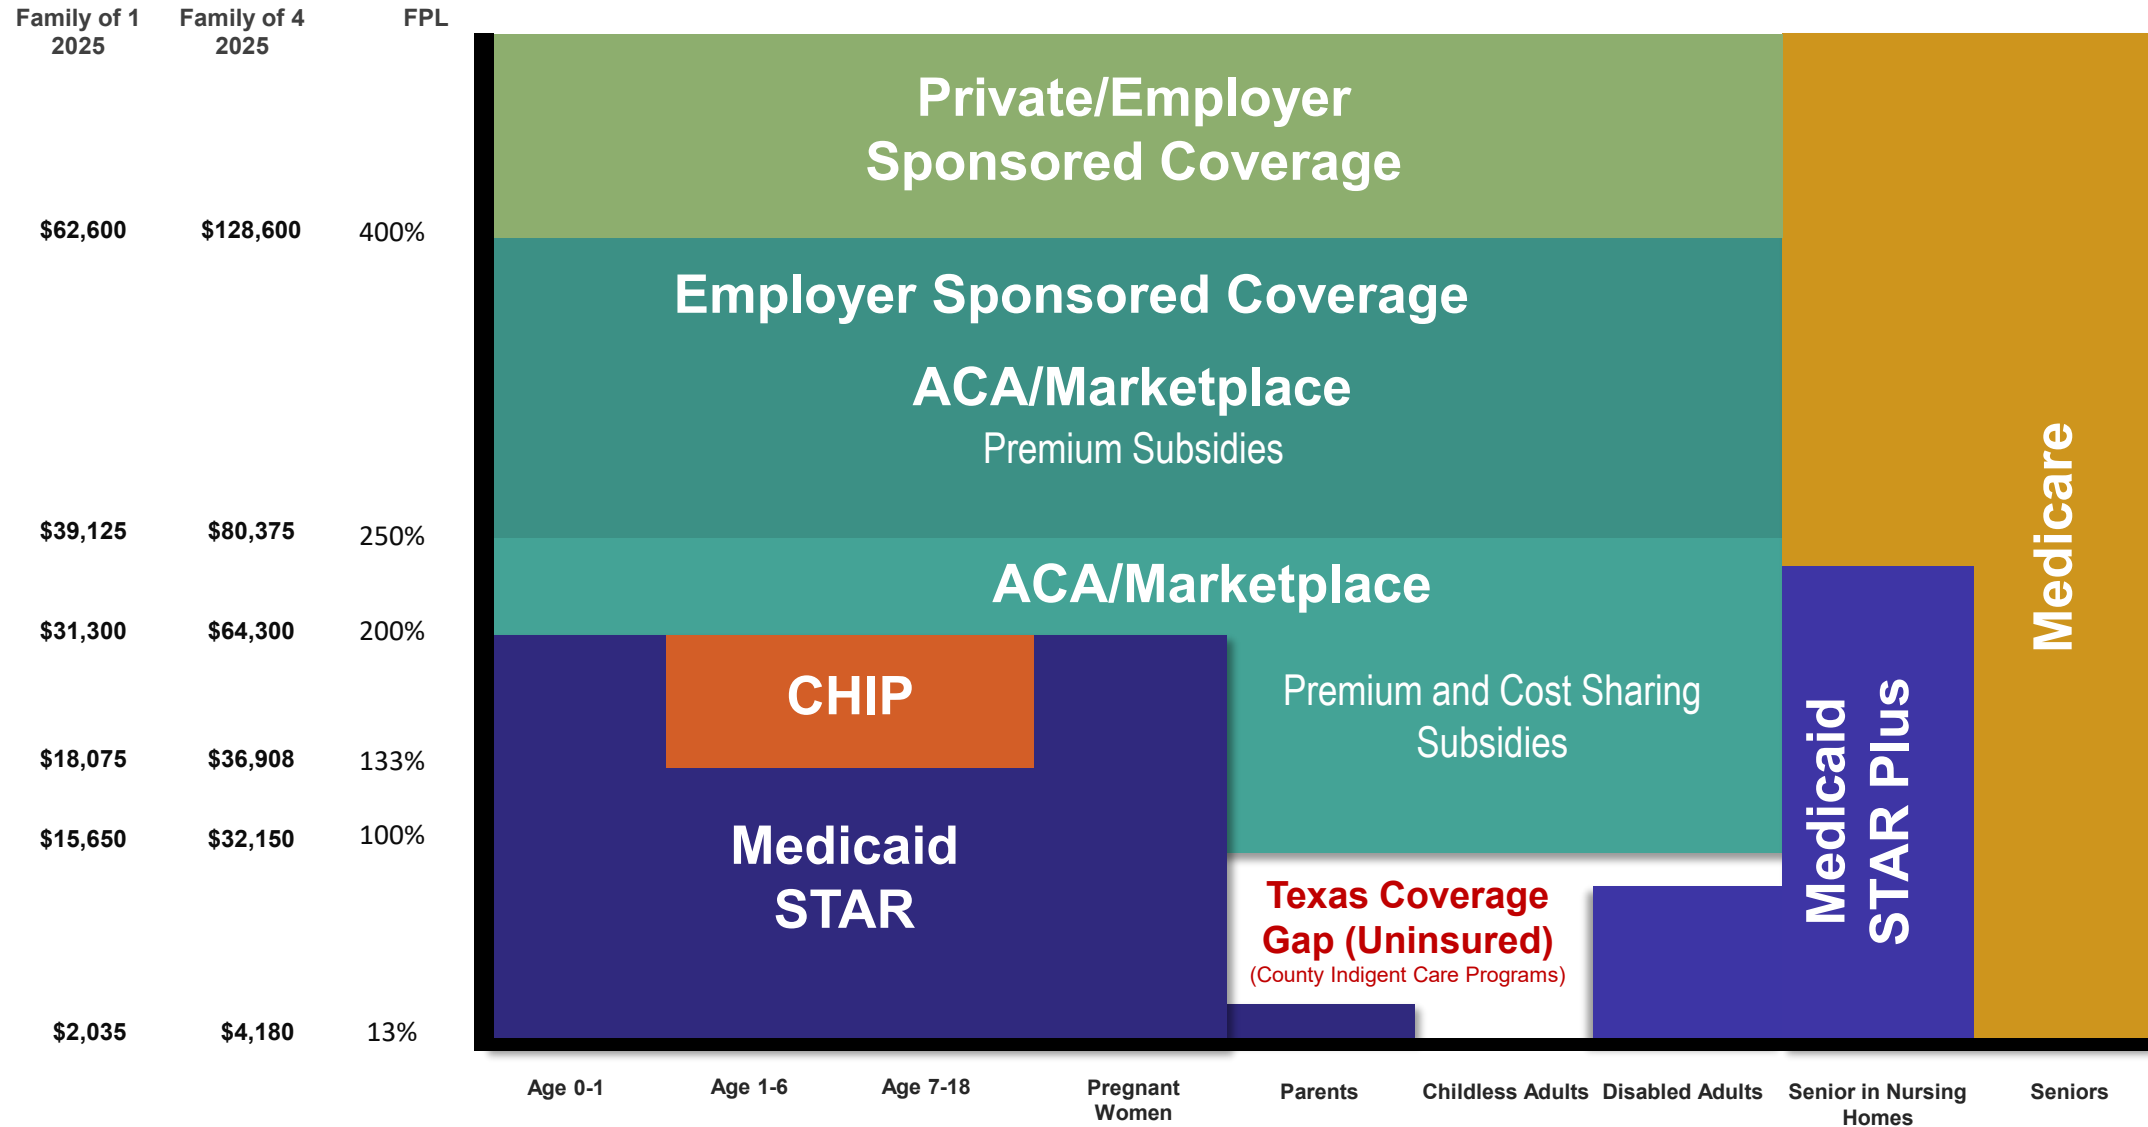 Family of 1
2025
Family of 4
2025
FPL
Private/Employer
Sponsored Coverage
$62,600 $128,600 400%
Employer Sponsored Coverage
ACA/Marketplace
Premium Subsidies
$39,125 $80,375 250%
ACA/Marketplace
$31,300 $64,300 200%
CHIP
Premium and Cost Sharing
Subsidies
$18,075 $36,908 133%
$15,650 $32,150 100%
Medicaid
STAR
Texas Coverage
Gap (Uninsured)
(County Indigent Care Programs)
Medicaid
STAR Plus
Medicare
$2,035 $4,180 13%
Age 0-1
Age 1-6
Age 7-18
Pregnant
Women
Parents
Childless Adults
Disabled Adults
Senior in Nursing
Homes
Seniors